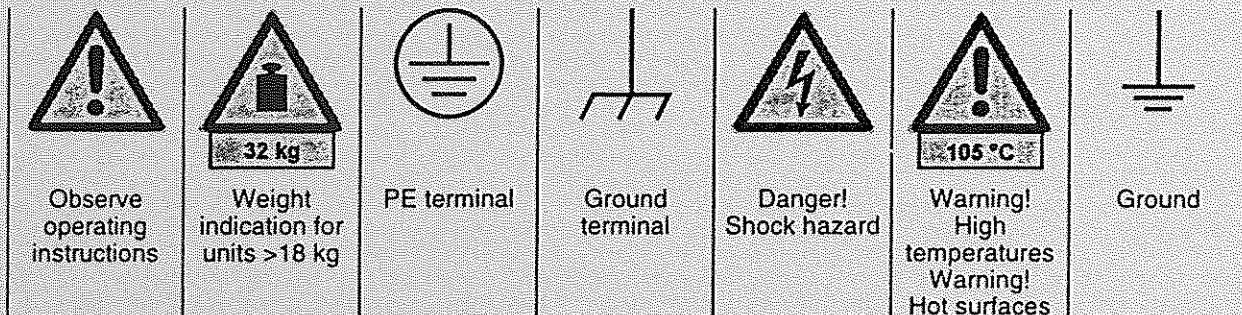 32 kg
105 °C
Observe
operating
instructions
Weight
indication for
units >18 kg
PE terminal
Ground
terminal
Danger!
Shock hazard
Warning!
High
temperatures
Warning!
Hot surfaces
Ground